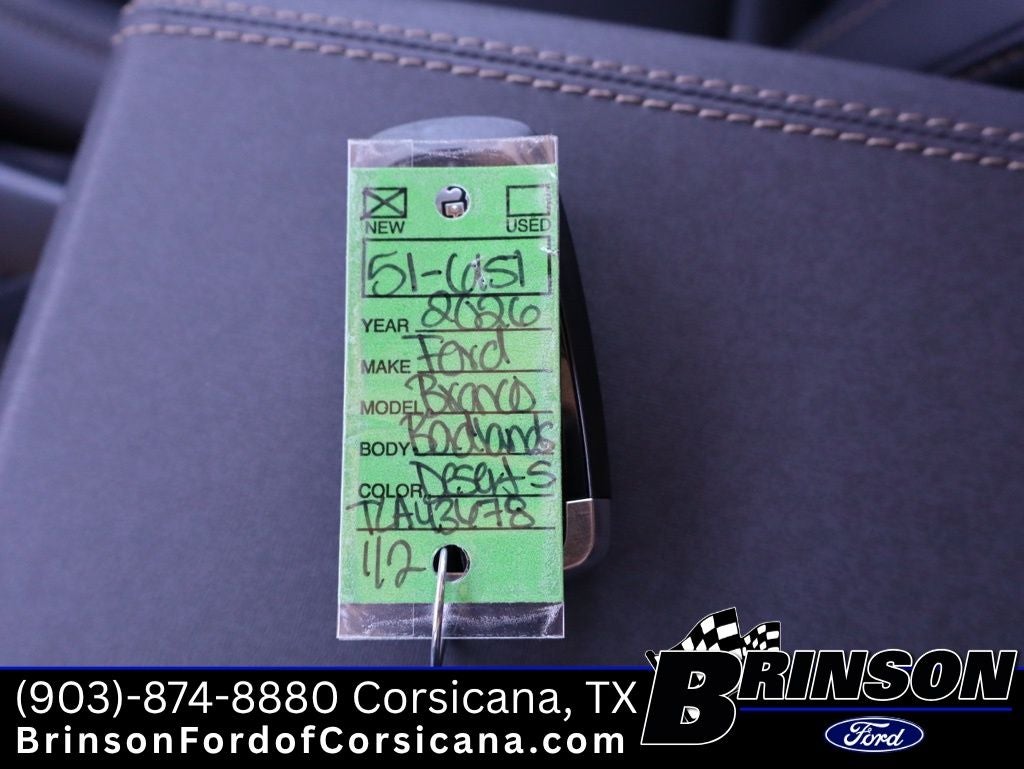 NEW USED
51-6151
YEAR 2026
MAKE Ford
MODEL Bronco
BODY Badlands
COLOR Desert S
TLA43678
1/2
(903)-874-8880 Corsicana, TX
BrinsonFordofCorsicana.com
BRINSON
Ford